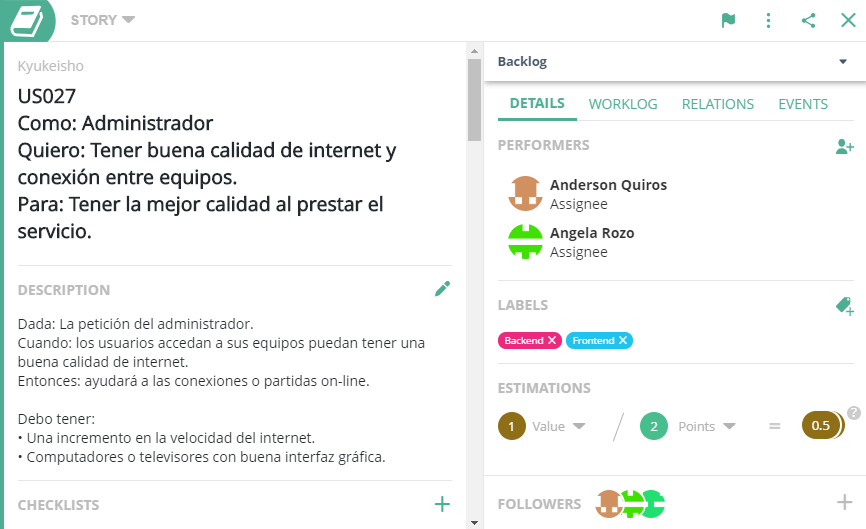 STORY
Kyukeisho
US027
Como: Administrador
Quiero: Tener buena calidad de internet y
conexión entre equipos.
Para: Tener la mejor calidad al prestar el
servicio.
DESCRIPTION
Dada: La petición del administrador.
Cuando: los usuarios accedan a sus equipos puedan tener una
buena calidad de internet.
Entonces: ayudará a las conexiones o partidas on-line.
Debo tener:
• Una incremento en la velocidad del internet.
• Computadores o televisores con buena interfaz gráfica.
CHECKLISTS
Backlog
DETAILS WORKLOG RELATIONS EVENTS
PERFORMERS
Anderson Quiros
Assignee
Angela Rozo
Assignee
LABELS
Backend Frontend
ESTIMATIONS
1 Value / 2 Points = 0.5 ?
FOLLOWERS